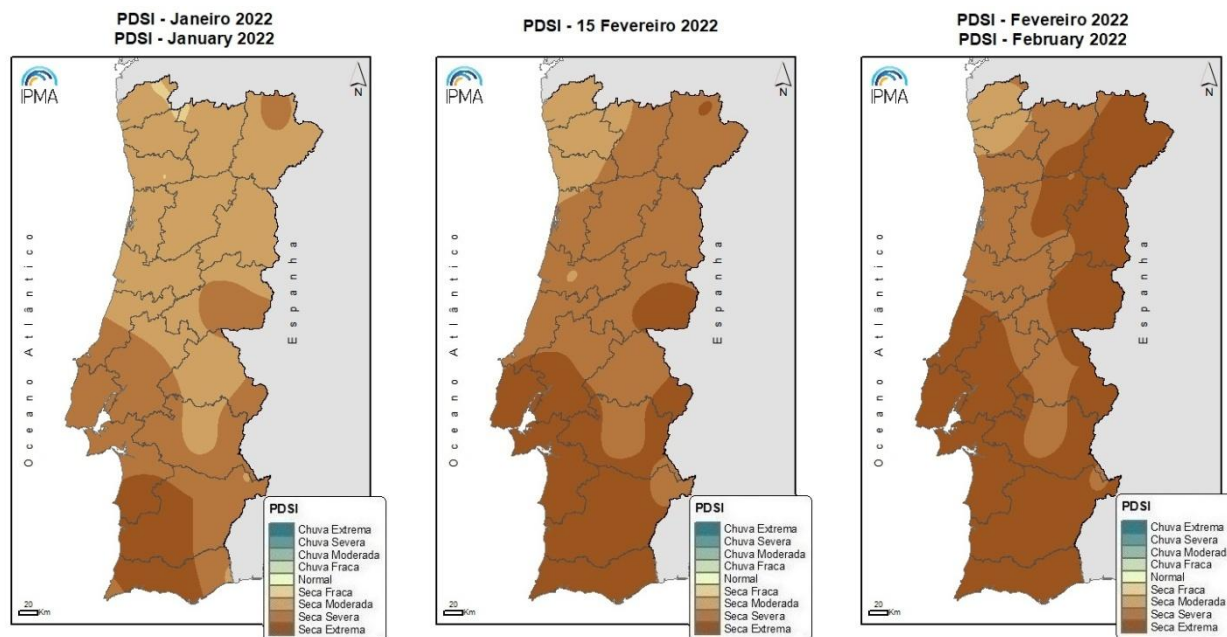 PDSI - Janeiro 2022
PDSI - January 2022
IPMA
N
Oceano Atlântico
Espanha
20
Km
PDSI
Chuva Extrema
Chuva Severa
Chuva Moderada
Chuva Fraca
Normal
Seca Fraca
Seca Moderada
Seca Severa
Seca Extrema
PDSI - 15 Fevereiro 2022
IPMA
N
Oceano Atlântico
Espanha
20
Km
PDSI
Chuva Extrema
Chuva Severa
Chuva Moderada
Chuva Fraca
Normal
Seca Fraca
Seca Moderada
Seca Severa
Seca Extrema
PDSI - Fevereiro 2022
PDSI - February 2022
IPMA
N
Oceano Atlântico
Espanha
20
Km
PDSI
Chuva Extrema
Chuva Severa
Chuva Moderada
Chuva Fraca
Normal
Seca Fraca
Seca Moderada
Seca Severa
Seca Extrema